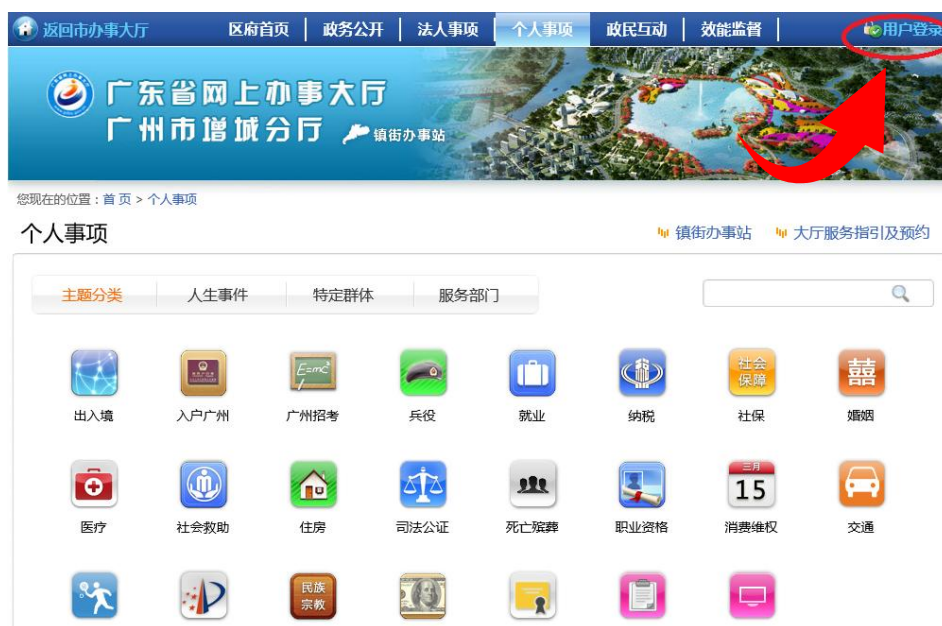 返回市办事大厅 区府首页 政务公开 法人事项 个人事项 政民互动 效能监督 用户登录
广东省网上办事大厅
广州市增城分厅 镇街办事站
您现在的位置：首 页 > 个人事项
个人事项 镇街办事站 大厅服务指引及预约
主题分类 人生事件 特定群体 服务部门
E=mc² 社会 保障 囍
出入境 入户广州 广州招考 兵役 就业 纳税 社保 婚姻
三月 15
医疗 社会救助 住房 司法公证 死亡殡葬 职业资格 消费维权 交通
民族
宗教